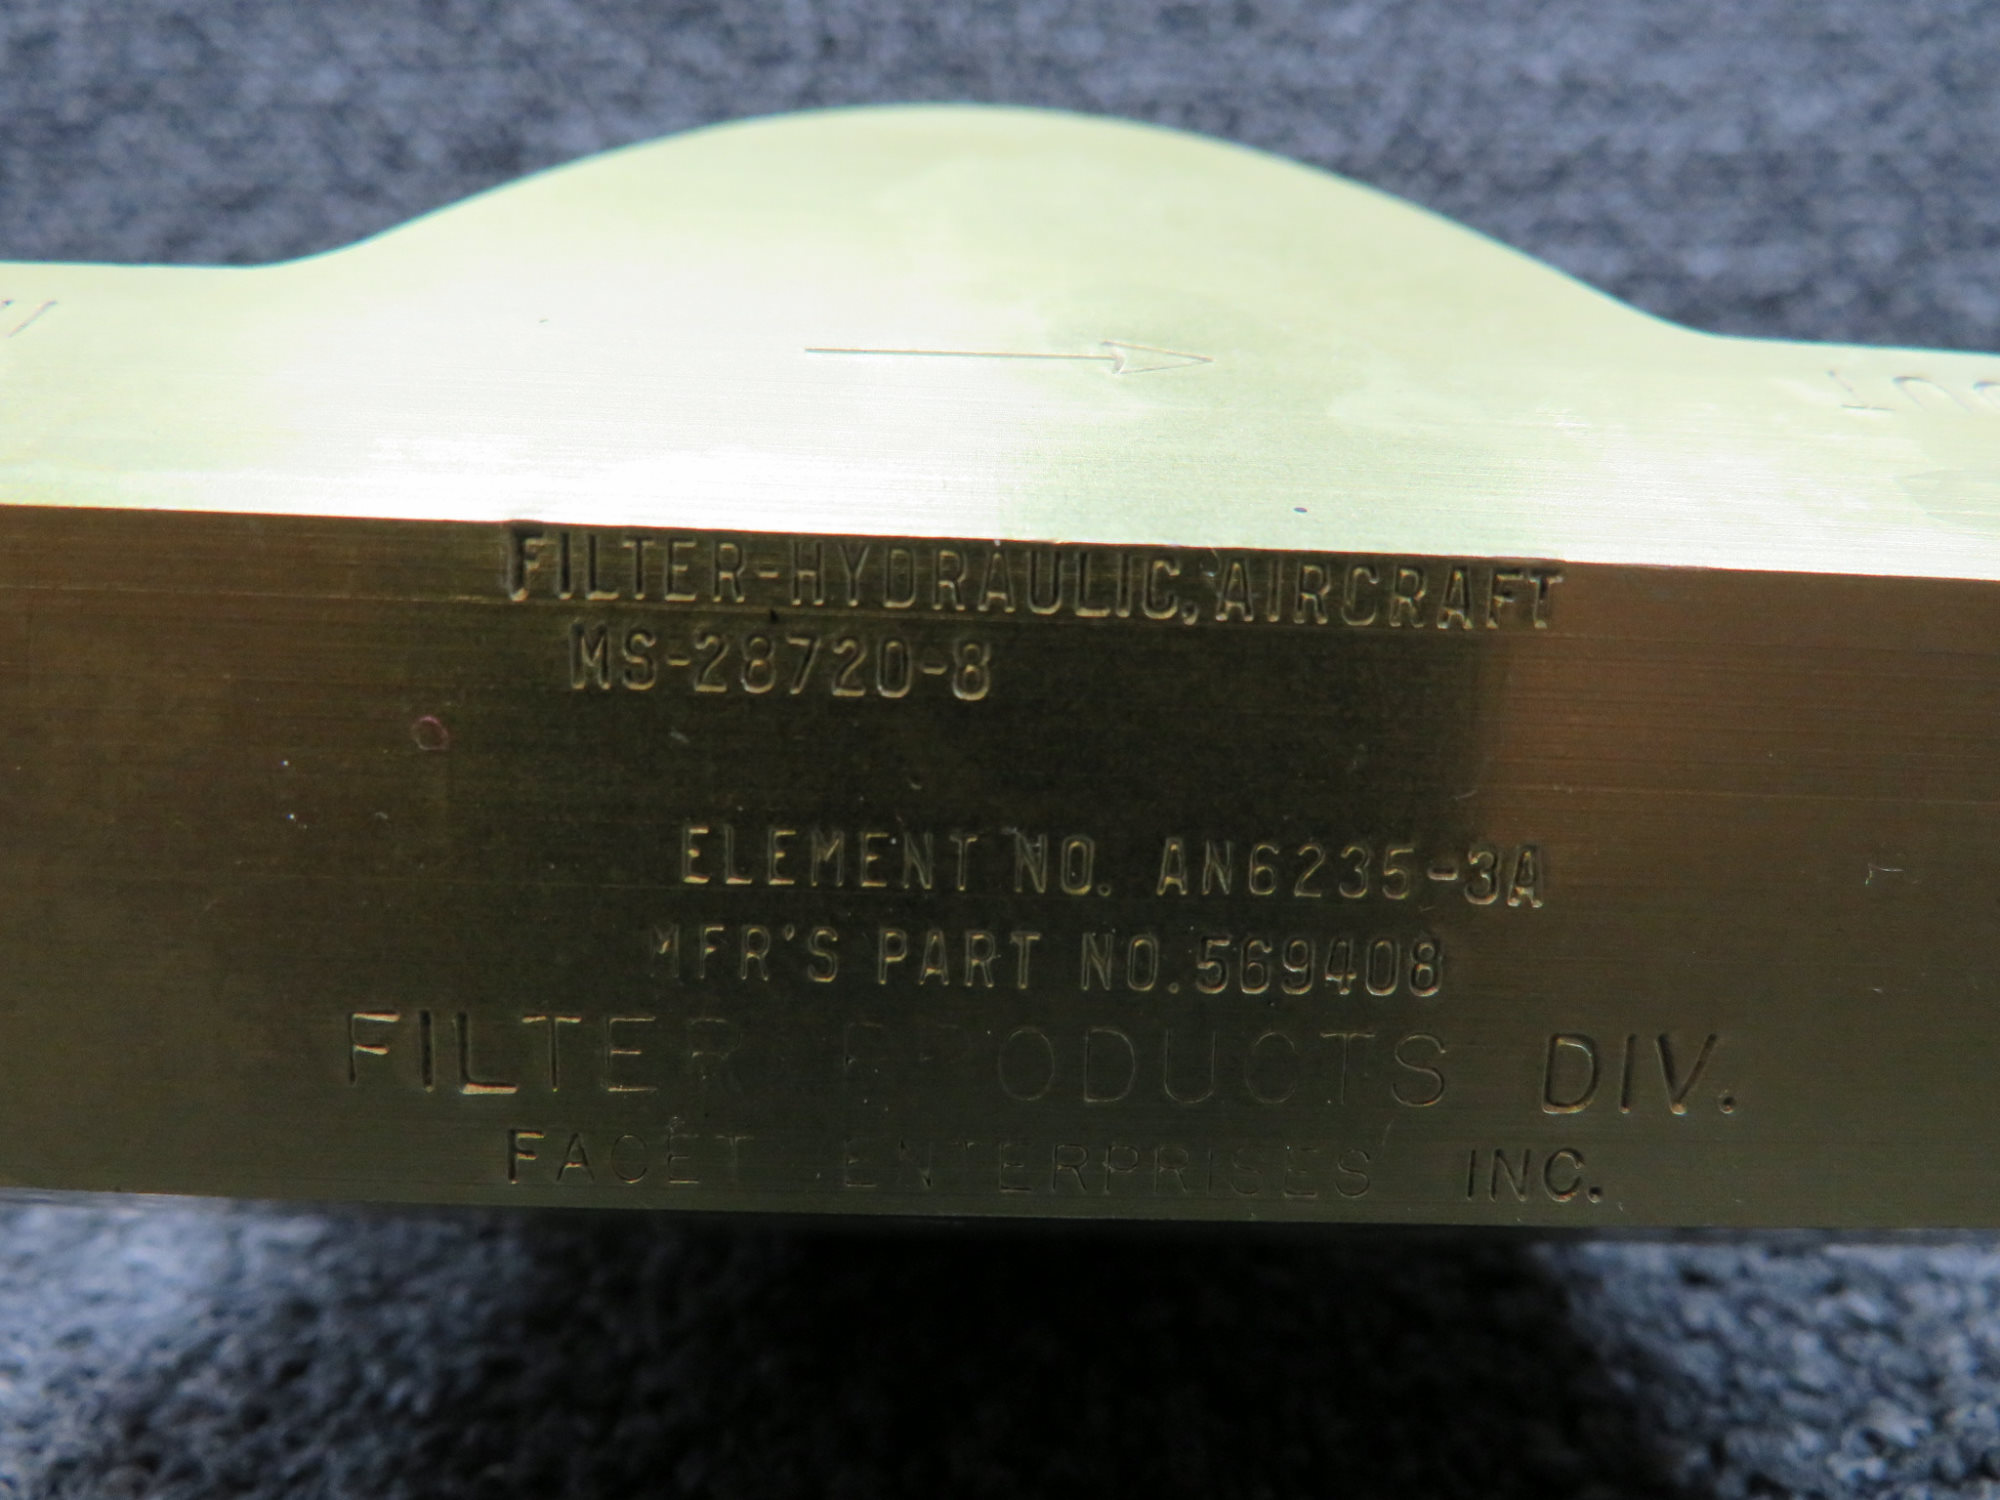 FILTER-HYDRAULIC, AIRCRAFT
MS-28720-8
ELEMENT NO. AN6235-3A
MFR'S PART NO. 569408
FILTER PRODUCTS DIV.
FACET ENTERPRISES INC.